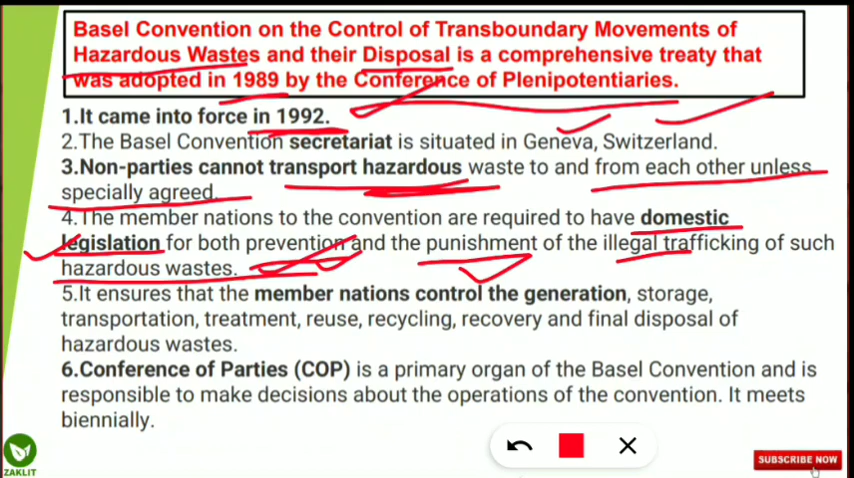 Basel Convention on the Control of Transboundary Movements of
Hazardous Wastes and their Disposal is a comprehensive treaty that
was adopted in 1989 by the Conference of Plenipotentiaries.
1.It came into force in 1992.
2.The Basel Convention secretariat is situated in Geneva, Switzerland.
3.Non-parties cannot transport hazardous waste to and from each other unless
specially agreed.
4.The member nations to the convention are required to have domestic
legislation for both prevention and the punishment of the illegal trafficking of such
hazardous wastes.
5.It ensures that the member nations control the generation, storage,
transportation, treatment, reuse, recycling, recovery and final disposal of
hazardous wastes.
6.Conference of Parties (COP) is a primary organ of the Basel Convention and is
responsible to make decisions about the operations of the convention. It meets
biennially.
ZAKLIT
SUBSCRIBE NOW